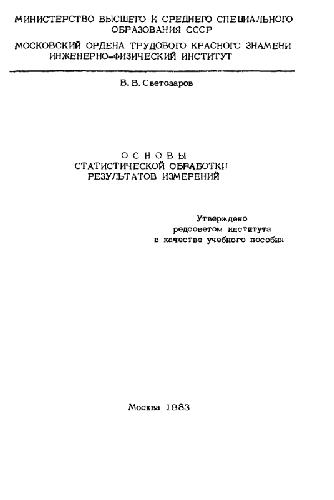 МИНИСТЕРСТВО ВЫСШЕГО И СРЕДНЕГО СПЕЦИАЛЬНОГО
ОБРАЗОВАНИЯ СССР
МОСКОВСКИЙ ОРДЕНА ТРУДОВОГО КРАСНОГО ЗНАМЕНИ
ИНЖЕНЕРНО-ФИЗИЧЕСКИЙ ИНСТИТУТ
В. В. Светозаров
ОСНОВЫ
СТАТИСТИЧЕСКОЙ ОБРАБОТКИ
РЕЗУЛЬТАТОВ ИЗМЕРЕНИЙ
Утверждено
редсоветом института
в качестве учебного пособия
Москва 1983